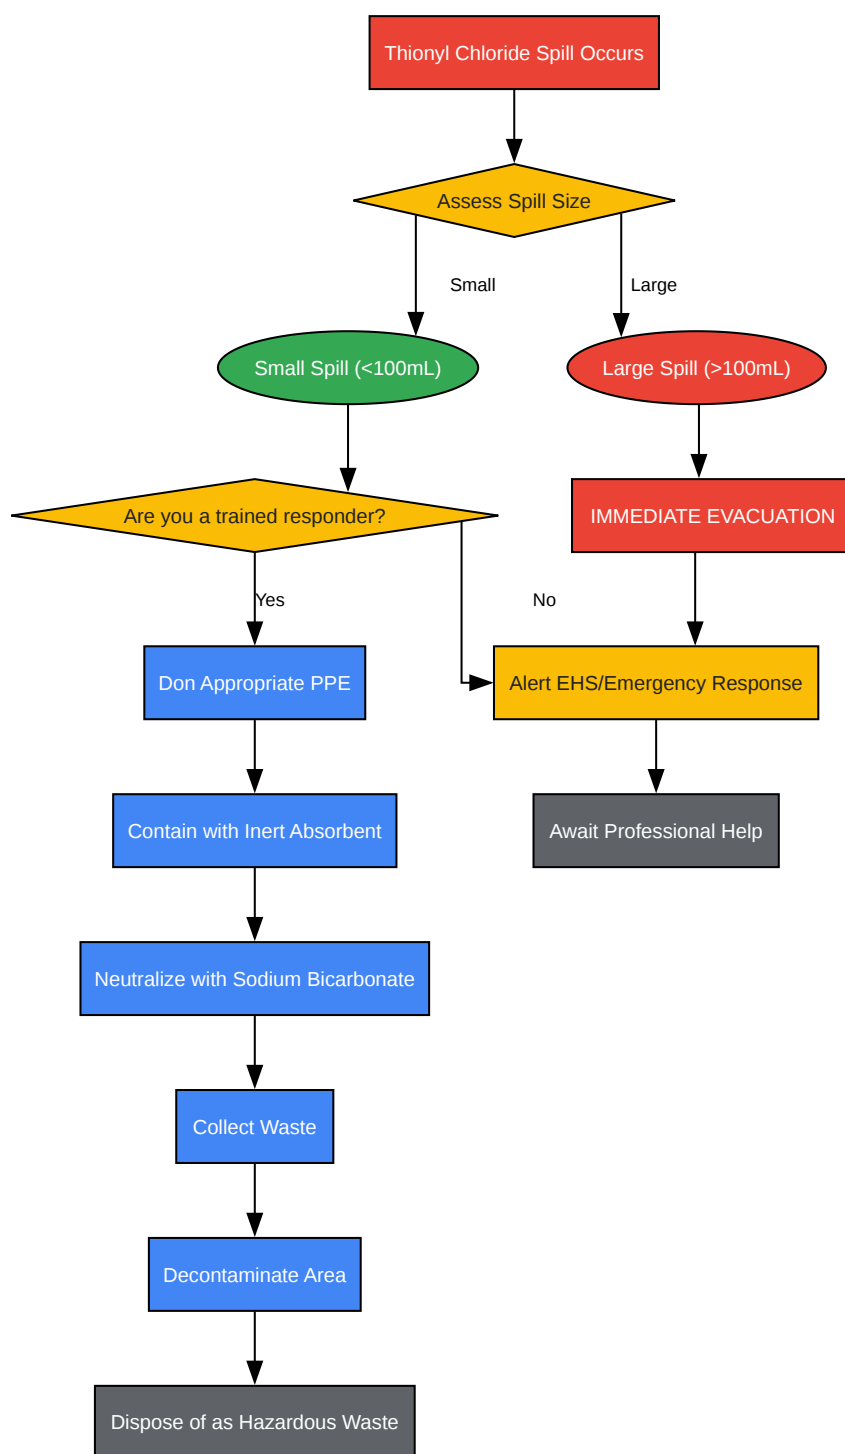 Thionyl Chloride Spill Occurs
Assess Spill Size
Small
Large
Small Spill (<100mL)
Large Spill (>100mL)
Are you a trained responder?
IMMEDIATE EVACUATION
Yes
No
Don Appropriate PPE
Alert EHS/Emergency Response
Contain with Inert Absorbent
Await Professional Help
Neutralize with Sodium Bicarbonate
Collect Waste
Decontaminate Area
Dispose of as Hazardous Waste